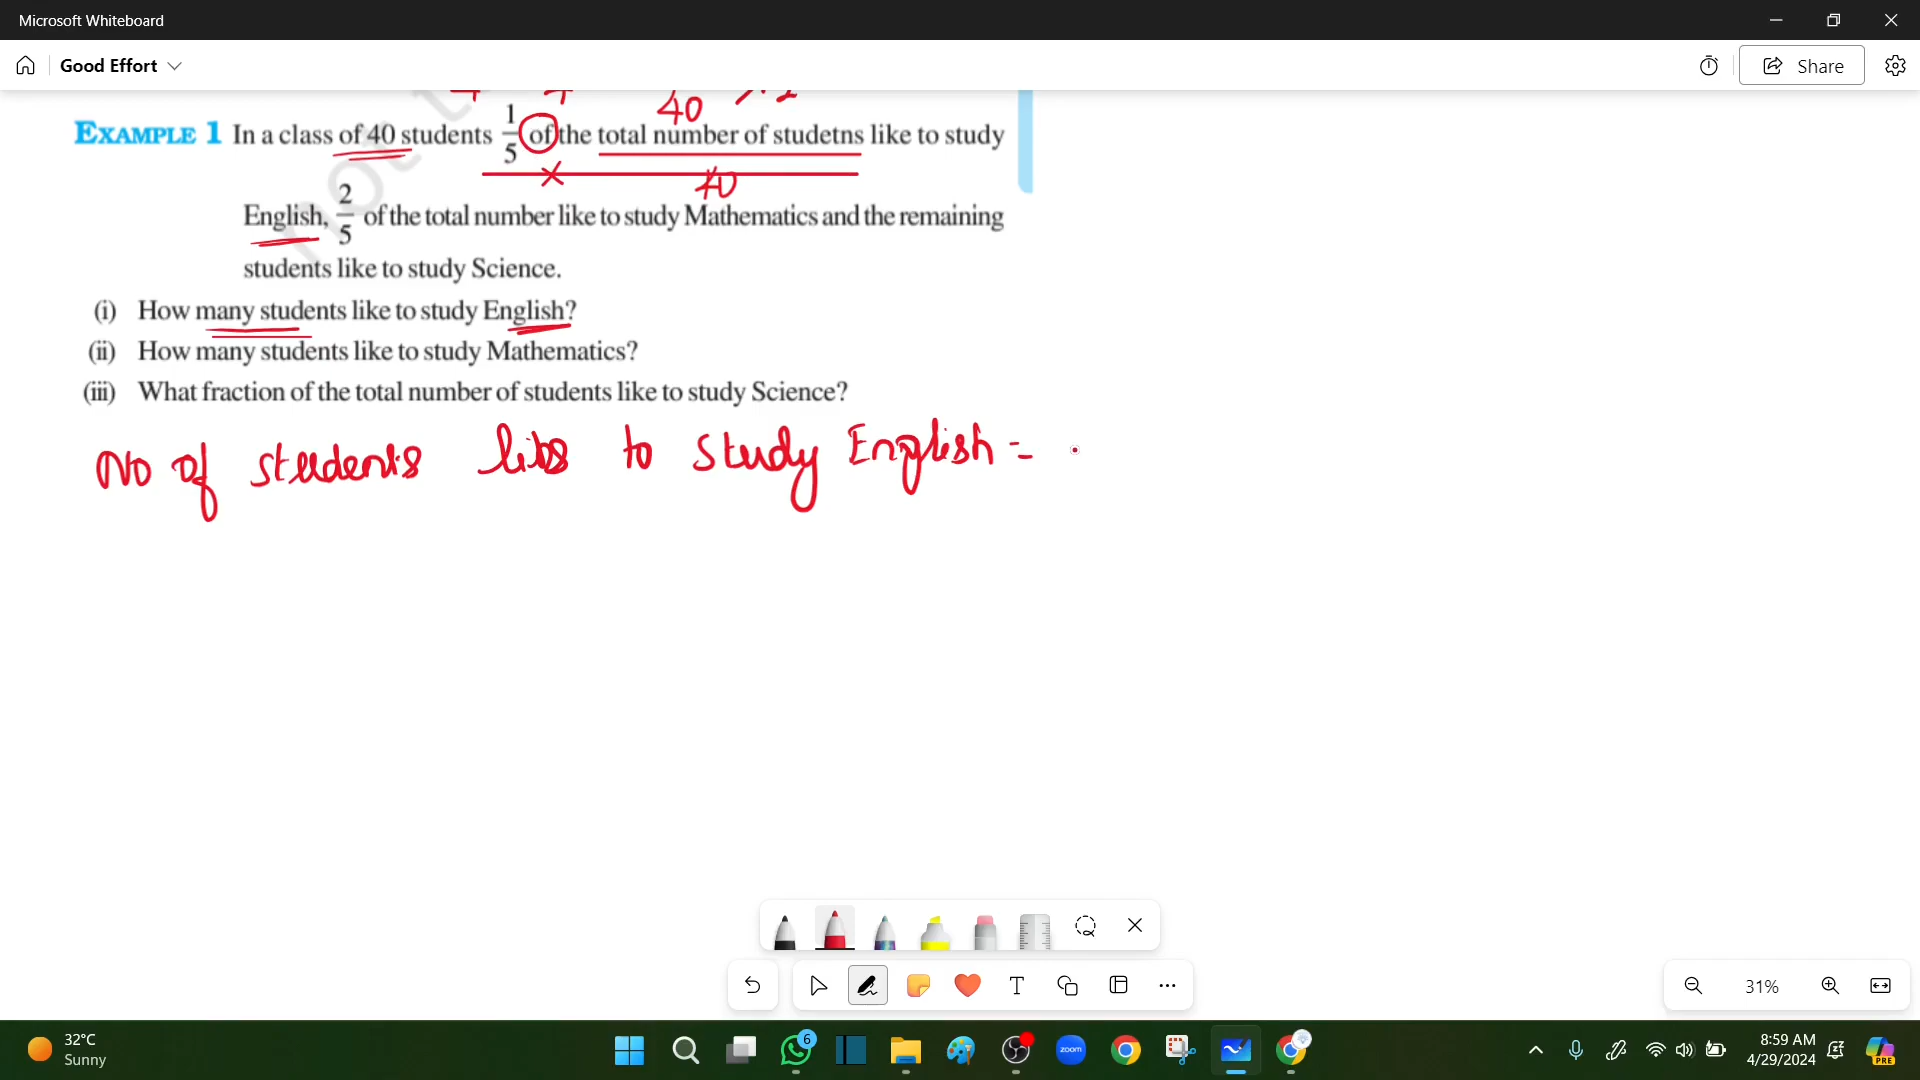 Microsoft Whiteboard
Good Effort
Share
40
EXAMPLE 1 In a class of 40 students 1/5 of the total number of studetns like to study
× 40
English, 2/5 of the total number like to study Mathematics and the remaining
students like to study Science.
(i) How many students like to study English?
(ii) How many students like to study Mathematics?
(iii) What fraction of the total number of students like to study Science?
No of students to study English =
31%
32°C
Sunny
6
zoom
8:59 AM
4/29/2024
PRE